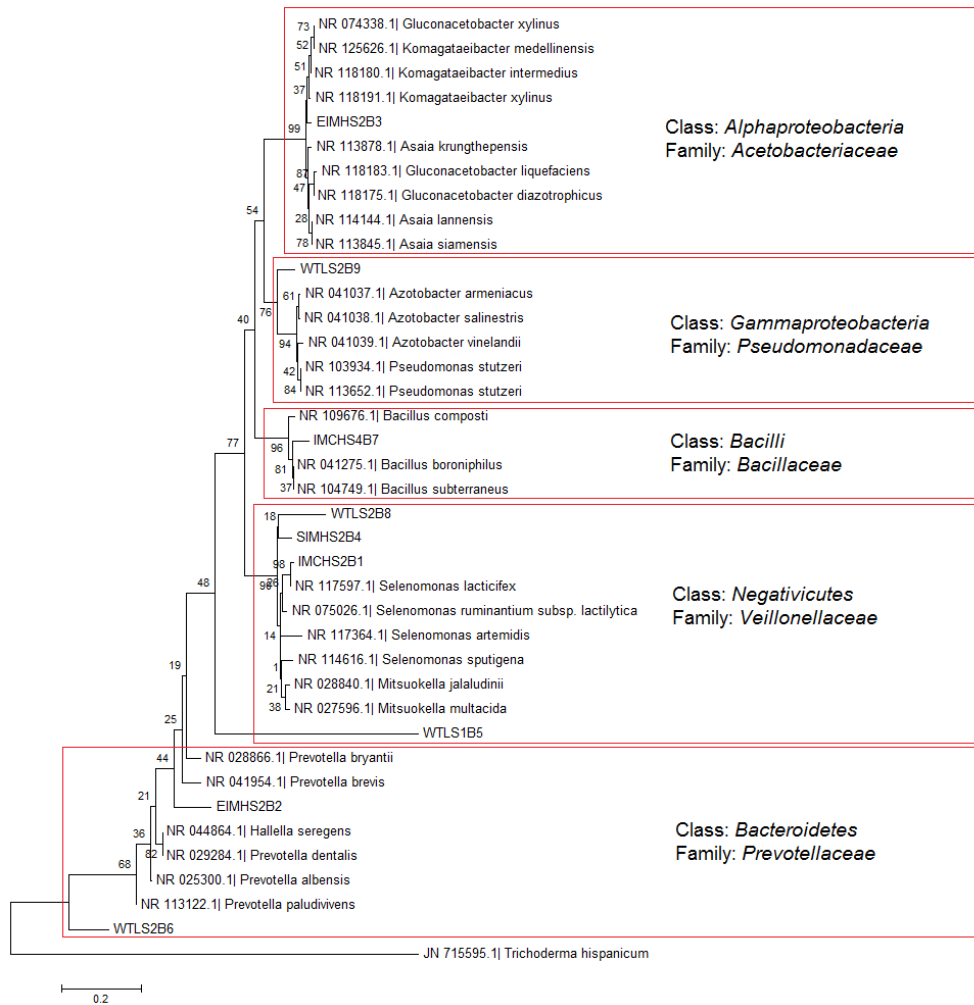 73
NR 074338.1| Gluconacetobacter xylinus
52
NR 125626.1| Komagataeibacter medellinensis
51
NR 118180.1| Komagataeibacter intermedius
37
NR 118191.1| Komagataeibacter xylinus
EIMHS2B3
99
NR 113878.1| Asaia krungthepensis
87
NR 118183.1| Gluconacetobacter liquefaciens
47
NR 118175.1| Gluconacetobacter diazotrophicus
28
NR 114144.1| Asaia lannensis
78
NR 113845.1| Asaia siamensis
Class: Alphaproteobacteria
Family: Acetobacteriaceae
54
WTLS2B9
61
NR 041037.1| Azotobacter armeniacus
76
NR 041038.1| Azotobacter salinestris
94
NR 041039.1| Azotobacter vinelandii
42
NR 103934.1| Pseudomonas stutzeri
84
NR 113652.1| Pseudomonas stutzeri
Class: Gammaproteobacteria
Family: Pseudomonadaceae
40
NR 109676.1| Bacillus composti
96
IMCHS4B7
81
NR 041275.1| Bacillus boroniphilus
37
NR 104749.1| Bacillus subterraneus
Class: Bacilli
Family: Bacillaceae
77
18
WTLS2B8
SIMHS2B4
98
IMCHS2B1
26
NR 117597.1| Selenomonas lacticifex
NR 075026.1| Selenomonas ruminantium subsp. lactilytica
14
NR 117364.1| Selenomonas artemidis
1
NR 114616.1| Selenomonas sputigena
21
NR 028840.1| Mitsuokella jalaludinii
38
NR 027596.1| Mitsuokella multacida
Class: Negativicutes
Family: Veillonellaceae
48
WTLS1B5
19
25
NR 028866.1| Prevotella bryantii
44
NR 041954.1| Prevotella brevis
21
EIMHS2B2
36
NR 044864.1| Hallella seregens
82
NR 029284.1| Prevotella dentalis
68
NR 025300.1| Prevotella albensis
NR 113122.1| Prevotella paludivivens
WTLS2B6
Class: Bacteroidetes
Family: Prevotellaceae
JN 715595.1| Trichoderma hispanicum
0.2